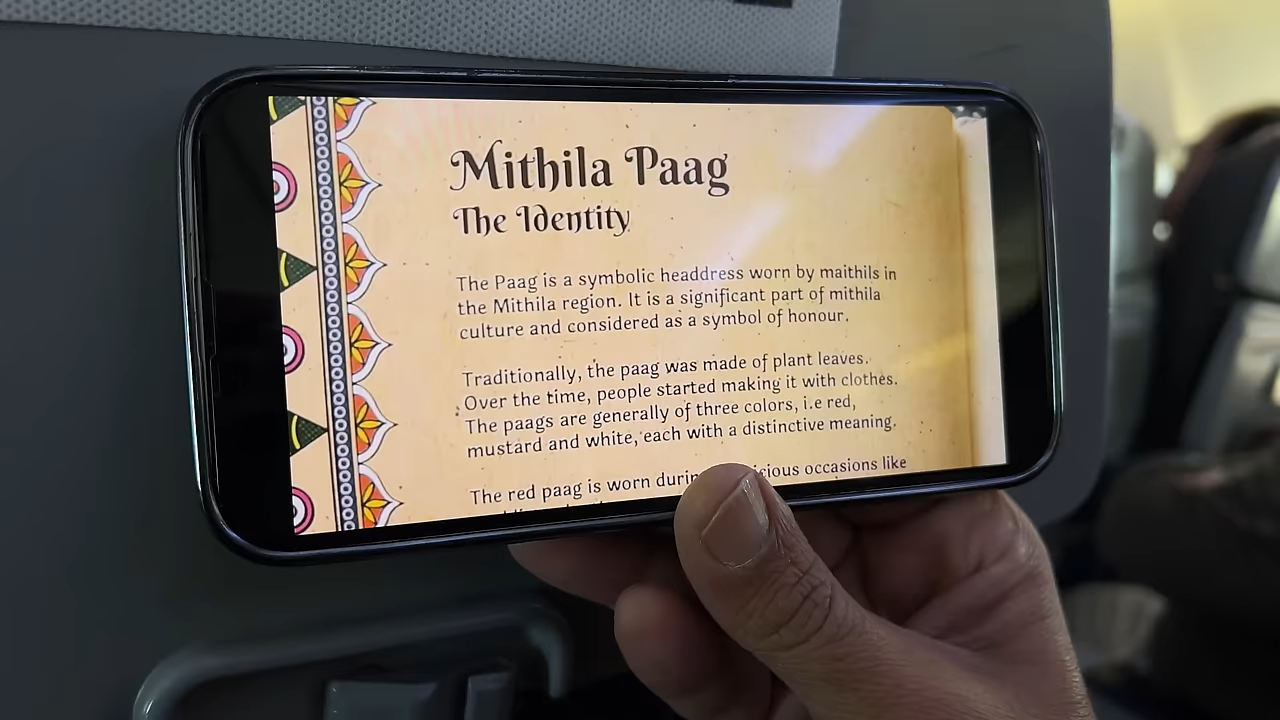 Mithila Paag
The Identity
The Paag is a symbolic headdress worn by maithils in
the Mithila region. It is a significant part of mithila
culture and considered as a symbol of honour.
Traditionally, the paag was made of plant leaves.
Over the time, people started making it with clothes.
The paags are generally of three colors, i.e red,
mustard and white, each with a distinctive meaning.
The red paag is worn occasions like